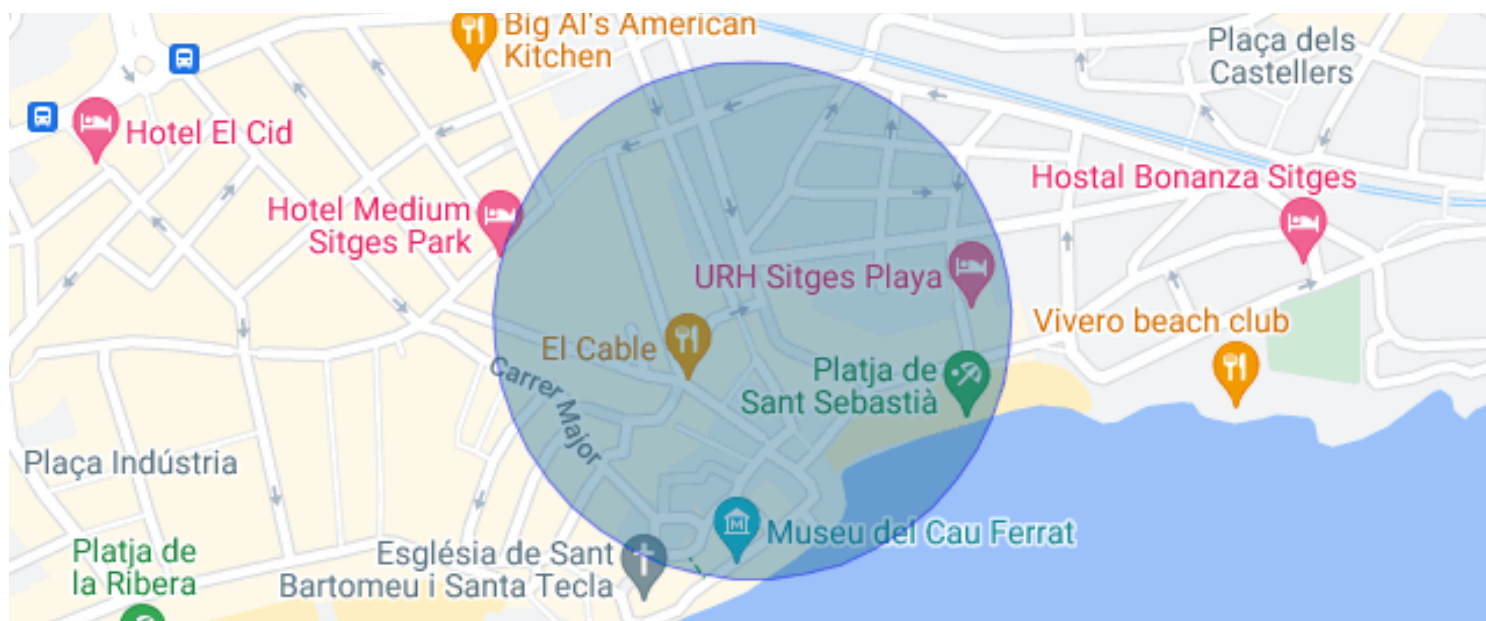 Big Al's American
Kitchen
Plaça dels
Castellers
Hotel El Cid
Hostal Bonanza Sitges
Hotel Medium
Sitges Park
URH Sitges Playa
Vivero beach club
El Cable
Platja de
Sant Sebastià
Carrer Major
Plaça Indústria
M
Museu del Cau Ferrat
Platja de
la Ribera
Església de Sant
Bartomeu i Santa Tecla